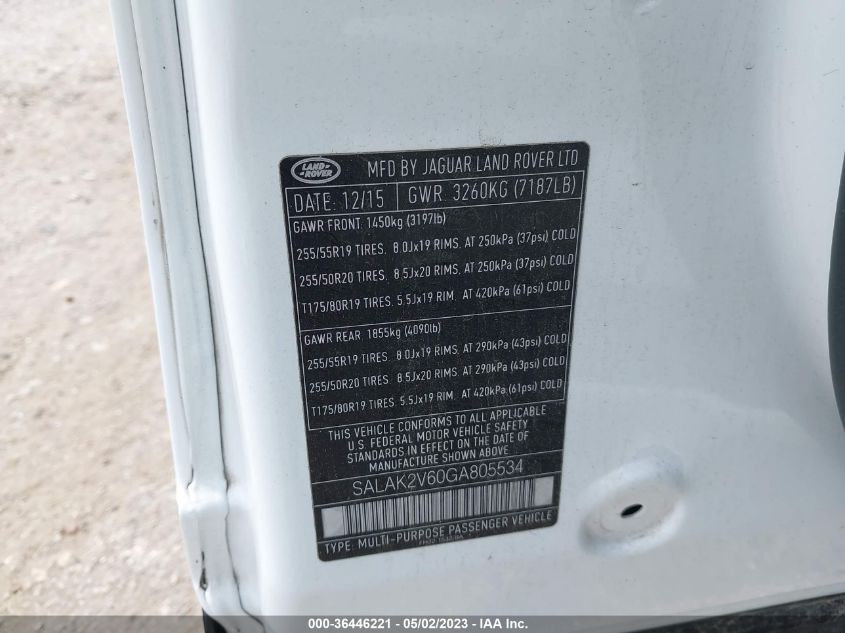 LAND-
ROVER
MFD BY JAGUAR LAND ROVER LTD
DATE: 12/15 GWR: 3260KG (7187LB)
GAWR FRONT: 1450kg (3197lb)
255/55R19 TIRES. 8.0Jx19 RIMS. AT 250kPa (37psi) COLD
255/50R20 TIRES. 8.5Jx20 RIMS. AT 250kPa (37psi) COLD
T175/80R19 TIRES. 5.5Jx19 RIM. AT 420kPa (61psi) COLD
GAWR REAR: 1855kg (4090lb)
255/55R19 TIRES. 8.0Jx19 RIMS. AT 290kPa (43psi) COLD
255/50R20 TIRES. 8.5Jx20 RIMS. AT 290kPa (43psi) COLD
T175/80R19 TIRES. 5.5Jx19 RIM. AT 420kPa (61psi) COLD
THIS VEHICLE CONFORMS TO ALL APPLICABLE
U.S. FEDERAL MOTOR VEHICLE SAFETY
STANDARDS IN EFFECT ON THE DATE OF
MANUFACTURE SHOWN ABOVE
SALAK2V60GA805534
TYPE: MULTI-PURPOSE PASSENGER VEHICLE
000-36446221 - 05/02/2023 - IAA Inc.